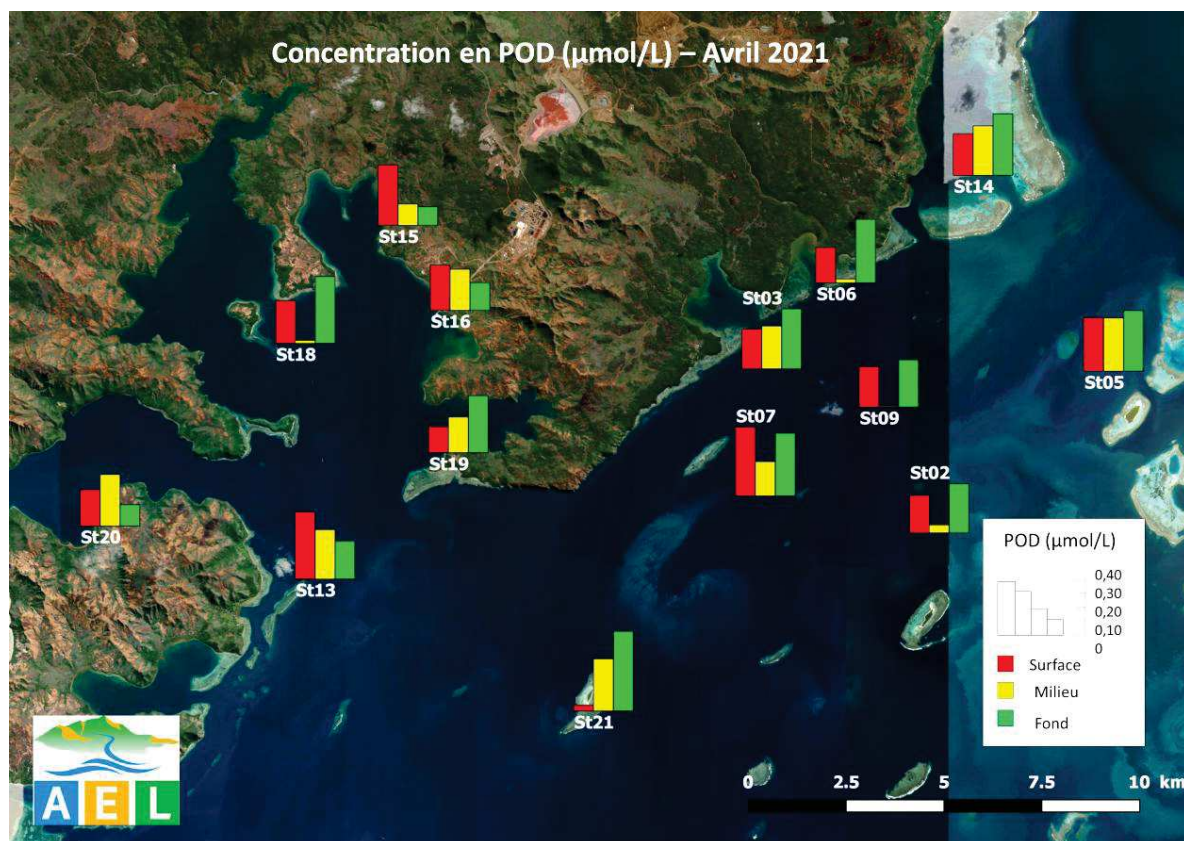 Concentration en POD (µmol/L) – Avril 2021
St14
St15
St06
St03
St16
St18
St05
St09
St07
St19
St02
St20
St13
St21
POD (µmol/L)
0,40
0,30
0,20
0,10
0
Surface
Milieu
Fond
0 2.5 5 7.5 10 km
A E L